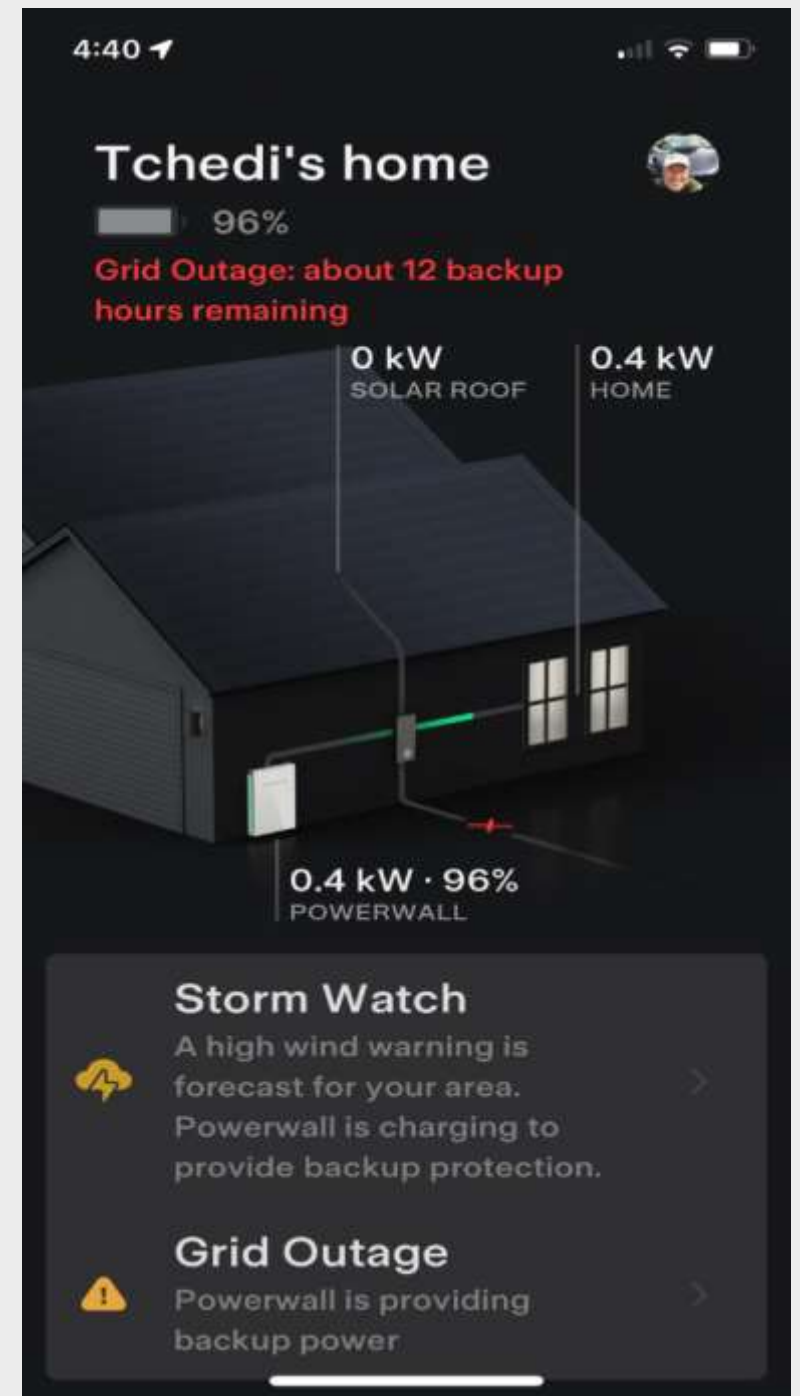 4:40
Tchedi's home
96%
Grid Outage: about 12 backup
hours remaining
0 kW
SOLAR ROOF
0.4 kW
HOME
0.4 kW · 96%
POWERWALL
Storm Watch
A high wind warning is
forecast for your area.
Powerwall is charging to
provide backup protection.
Grid Outage
Powerwall is providing
backup power